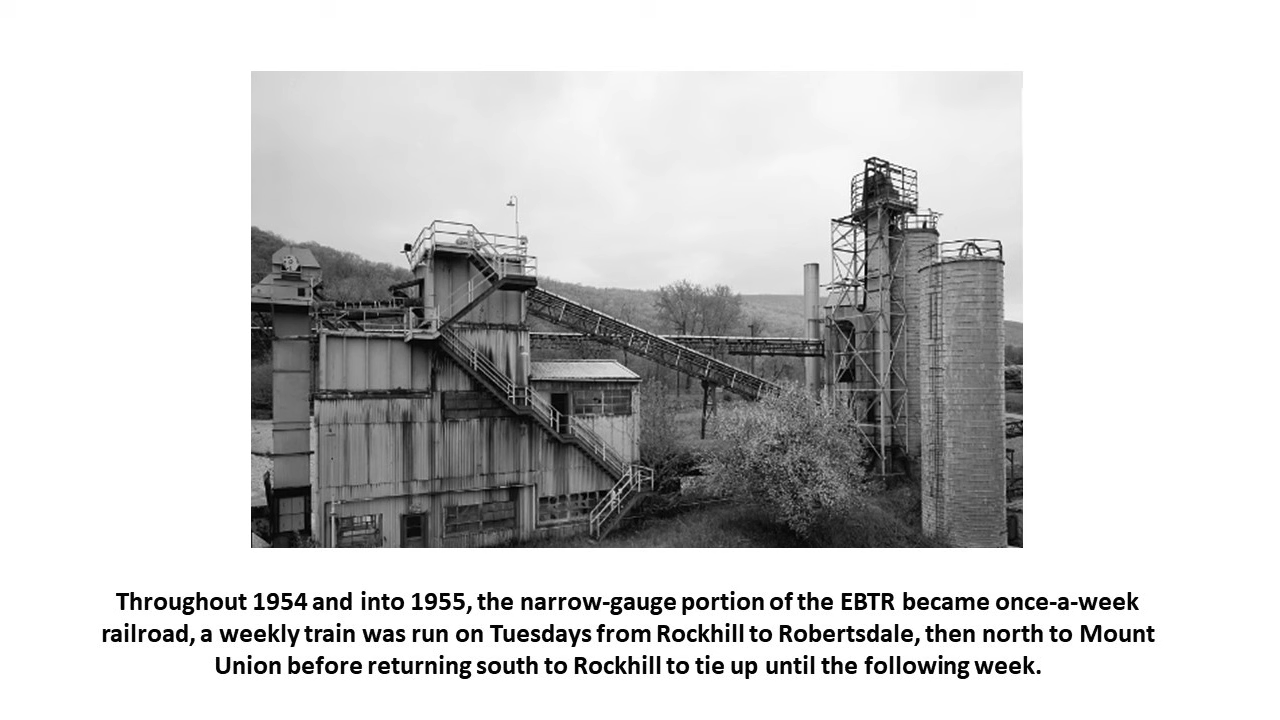 Throughout 1954 and into 1955, the narrow-gauge portion of the EBTR became once-a-week
railroad, a weekly train was run on Tuesdays from Rockhill to Robertsdale, then north to Mount
Union before returning south to Rockhill to tie up until the following week.